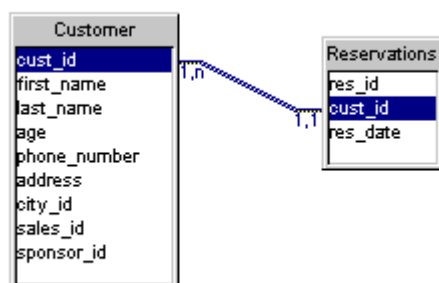 Customer
cust_id
first_name
last_name
age
phone_number
address
city_id
sales_id
sponsor_id
1,n
1,1
Reservations
res_id
cust_id
res_date